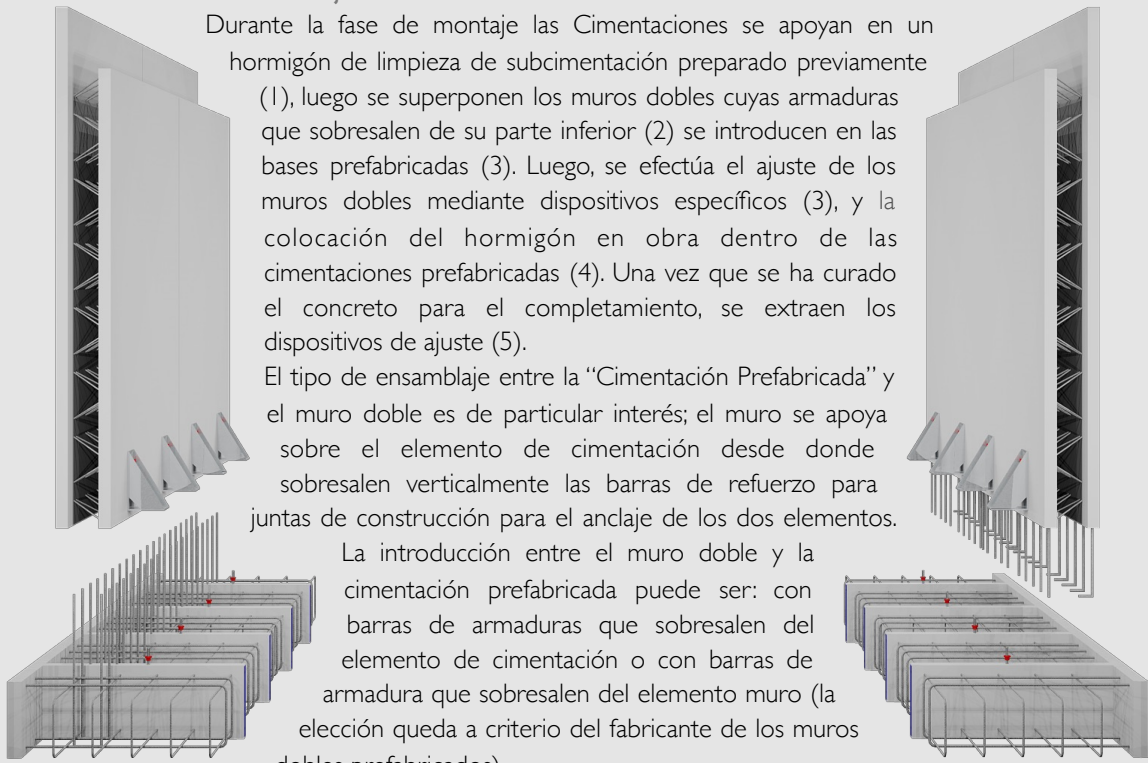 Durante la fase de montaje las Cimentaciones se apoyan en un
hormigón de limpieza de subcimentación preparado previamente
(1), luego se superponen los muros dobles cuyas armaduras
que sobresalen de su parte inferior (2) se introducen en las
bases prefabricadas (3). Luego, se efectúa el ajuste de los
muros dobles mediante dispositivos específicos (3), y la
colocación del hormigón en obra dentro de las
cimentaciones prefabricadas (4). Una vez que se ha curado
el concreto para el completamiento, se extraen los
dispositivos de ajuste (5).
El tipo de ensamblaje entre la “Cimentación Prefabricada” y
el muro doble es de particular interés; el muro se apoya
sobre el elemento de cimentación desde donde
sobresalen verticalmente las barras de refuerzo para
juntas de construcción para el anclaje de los dos elementos.
La introducción entre el muro doble y la
cimentación prefabricada puede ser: con
barras de armaduras que sobresalen del
elemento de cimentación o con barras de
armadura que sobresalen del elemento muro (la
elección queda a criterio del fabricante de los muros
dobles prefabricados)